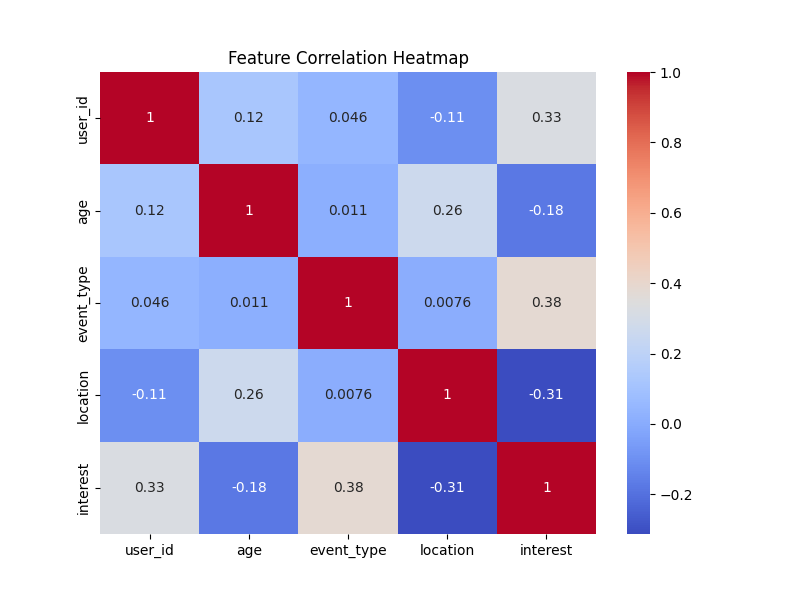 Feature Correlation Heatmap
user_id 1 0.12 0.046 -0.11 0.33
age 0.12 1 0.011 0.26 -0.18
event_type 0.046 0.011 1 0.0076 0.38
location -0.11 0.26 0.0076 1 -0.31
interest 0.33 -0.18 0.38 -0.31 1
user_id age event_type location interest
1.0
0.8
0.6
0.4
0.2
0.0
−0.2